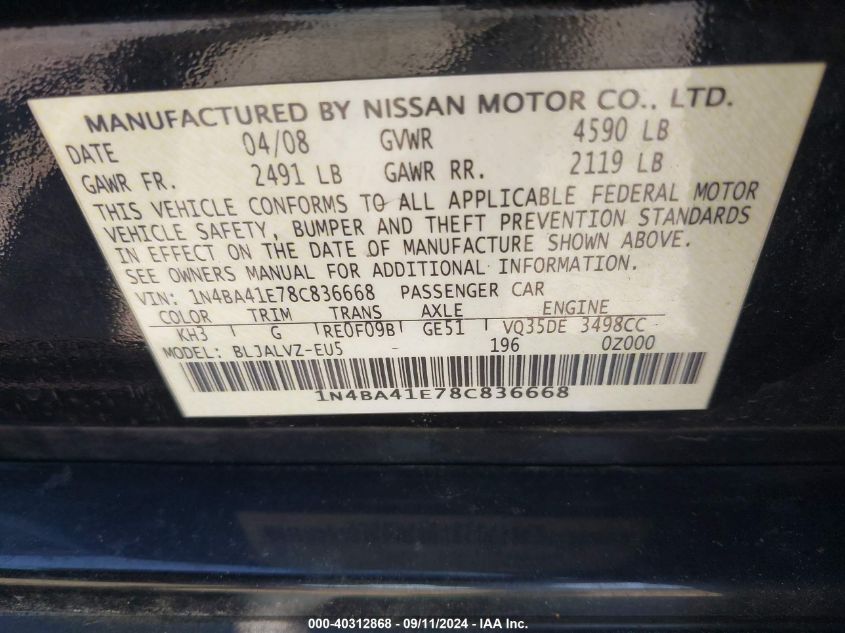 MANUFACTURED BY NISSAN MOTOR CO., LTD.
DATE 04/08 GVWR 4590 LB
GAWR FR. 2491 LB GAWR RR. 2119 LB
THIS VEHICLE CONFORMS TO ALL APPLICABLE FEDERAL MOTOR
VEHICLE SAFETY, BUMPER AND THEFT PREVENTION STANDARDS
IN EFFECT ON THE DATE OF MANUFACTURE SHOWN ABOVE.
SEE OWNERS MANUAL FOR ADDITIONAL INFORMATION.
VIN: 1N4BA41E78C836668 PASSENGER CAR
COLOR TRIM TRANS AXLE ENGINE
KH3 G RE0F09B GE51 VQ35DE 3498CC
MODEL: BLJALVZ-EU5 - 196 0Z000
1N4BA41E78C836668
000-40312868 - 09/11/2024 - IAA Inc.